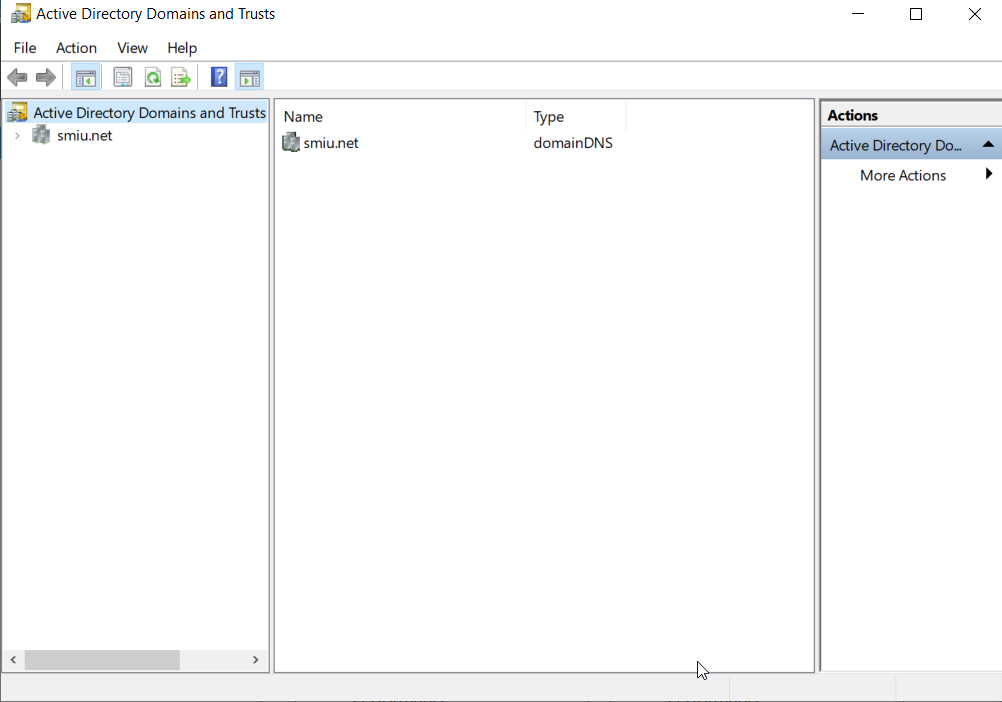 Active Directory Domains and Trusts
File Action View Help
Active Directory Domains and Trusts
smiu.net
Name Type
smiu.net domainDNS
Actions
Active Directory Do...
More Actions